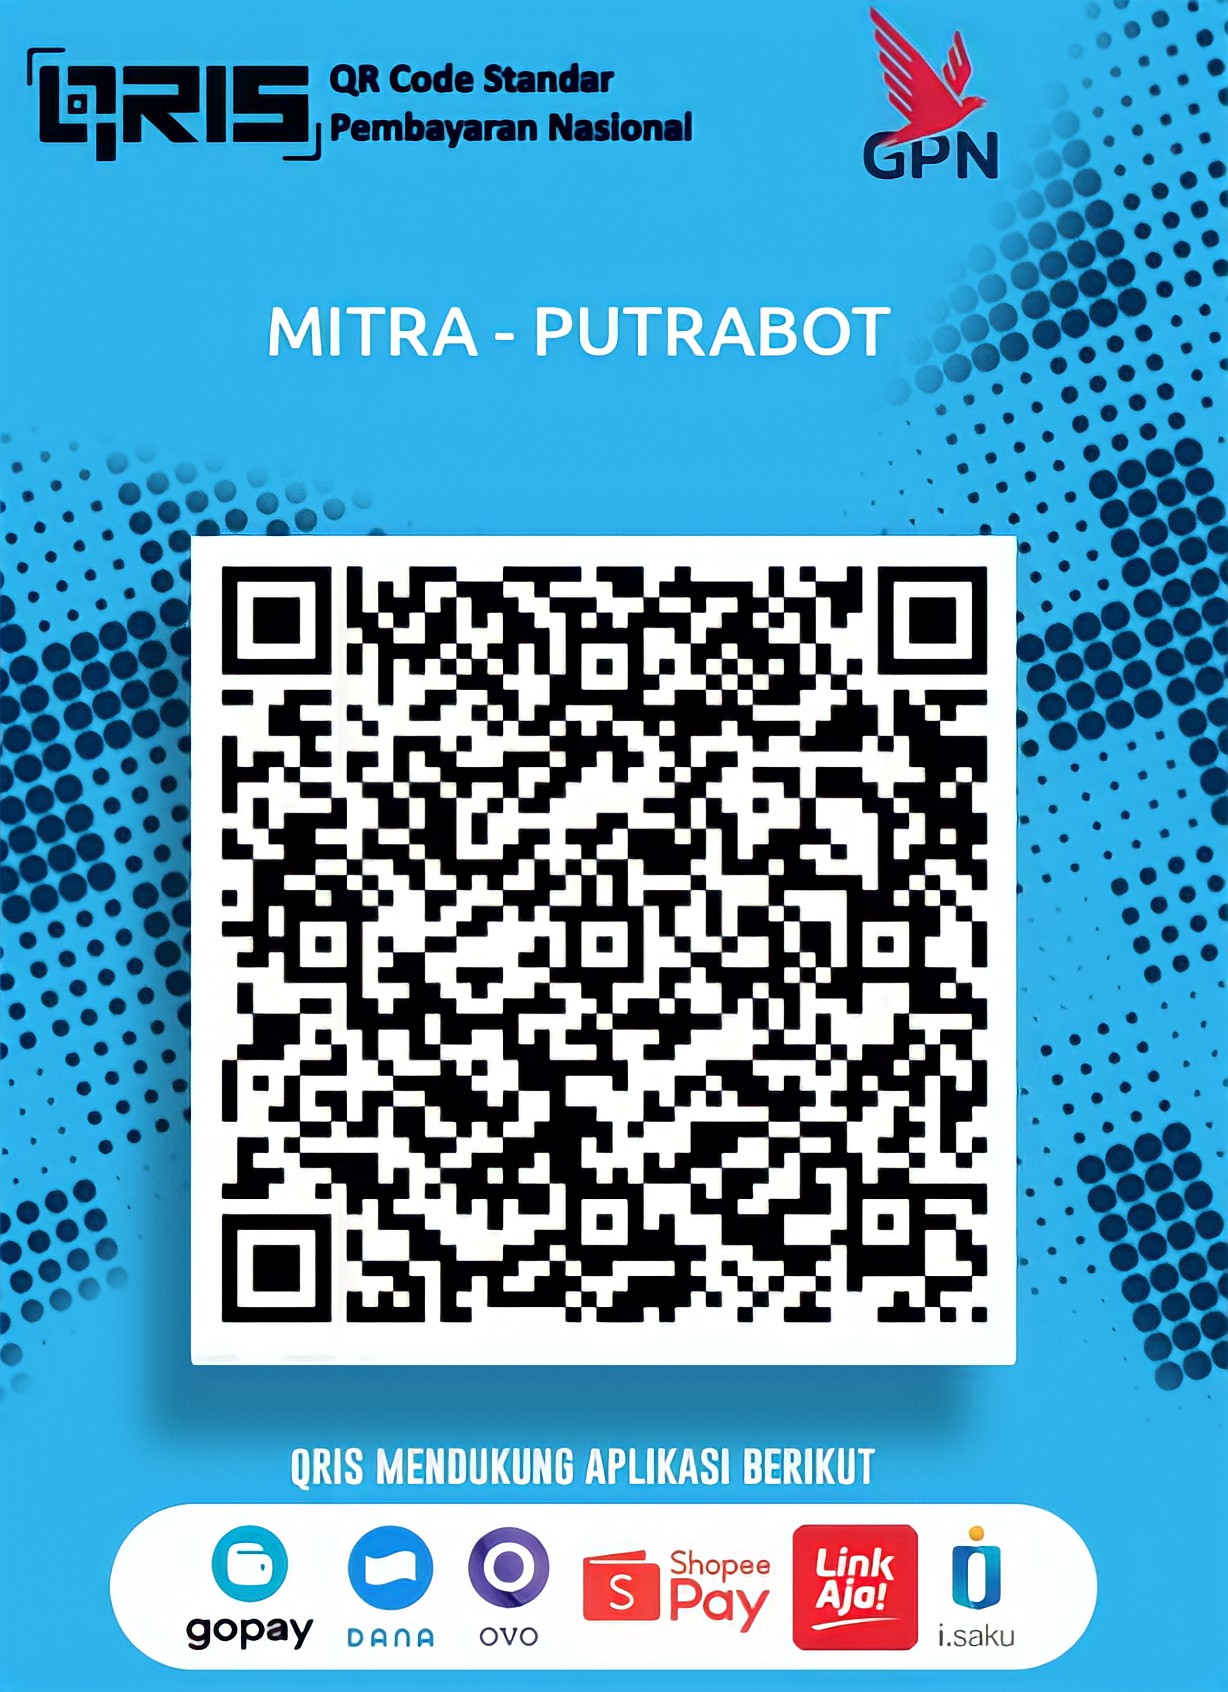 QRIS
QR Code Standar
Pembayaran Nasional
GPN
MITRA - PUTRABOT
QRIS MENDUKUNG APLIKASI BERIKUT
gopay
DANA
OVO
S Shopee
Pay
Link
Aja!
i.saku